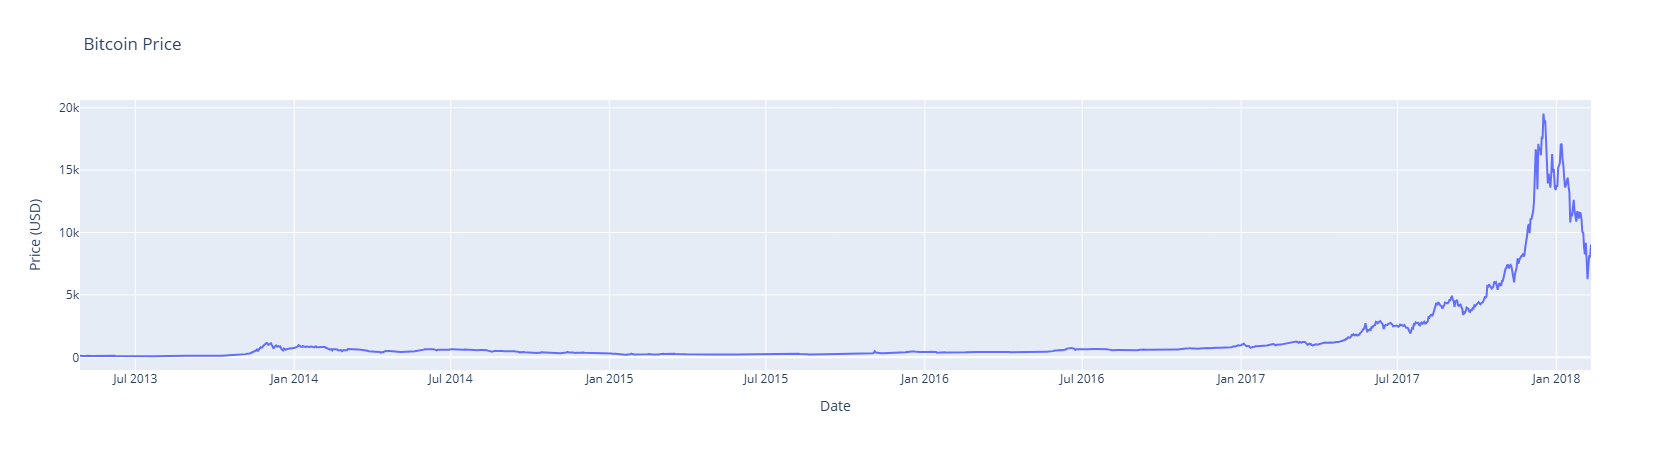 Bitcoin Price
20k
15k
10k
5k
0
Price (USD)
Jul 2013 Jan 2014 Jul 2014 Jan 2015 Jul 2015 Jan 2016 Jul 2016 Jan 2017 Jul 2017 Jan 2018
Date